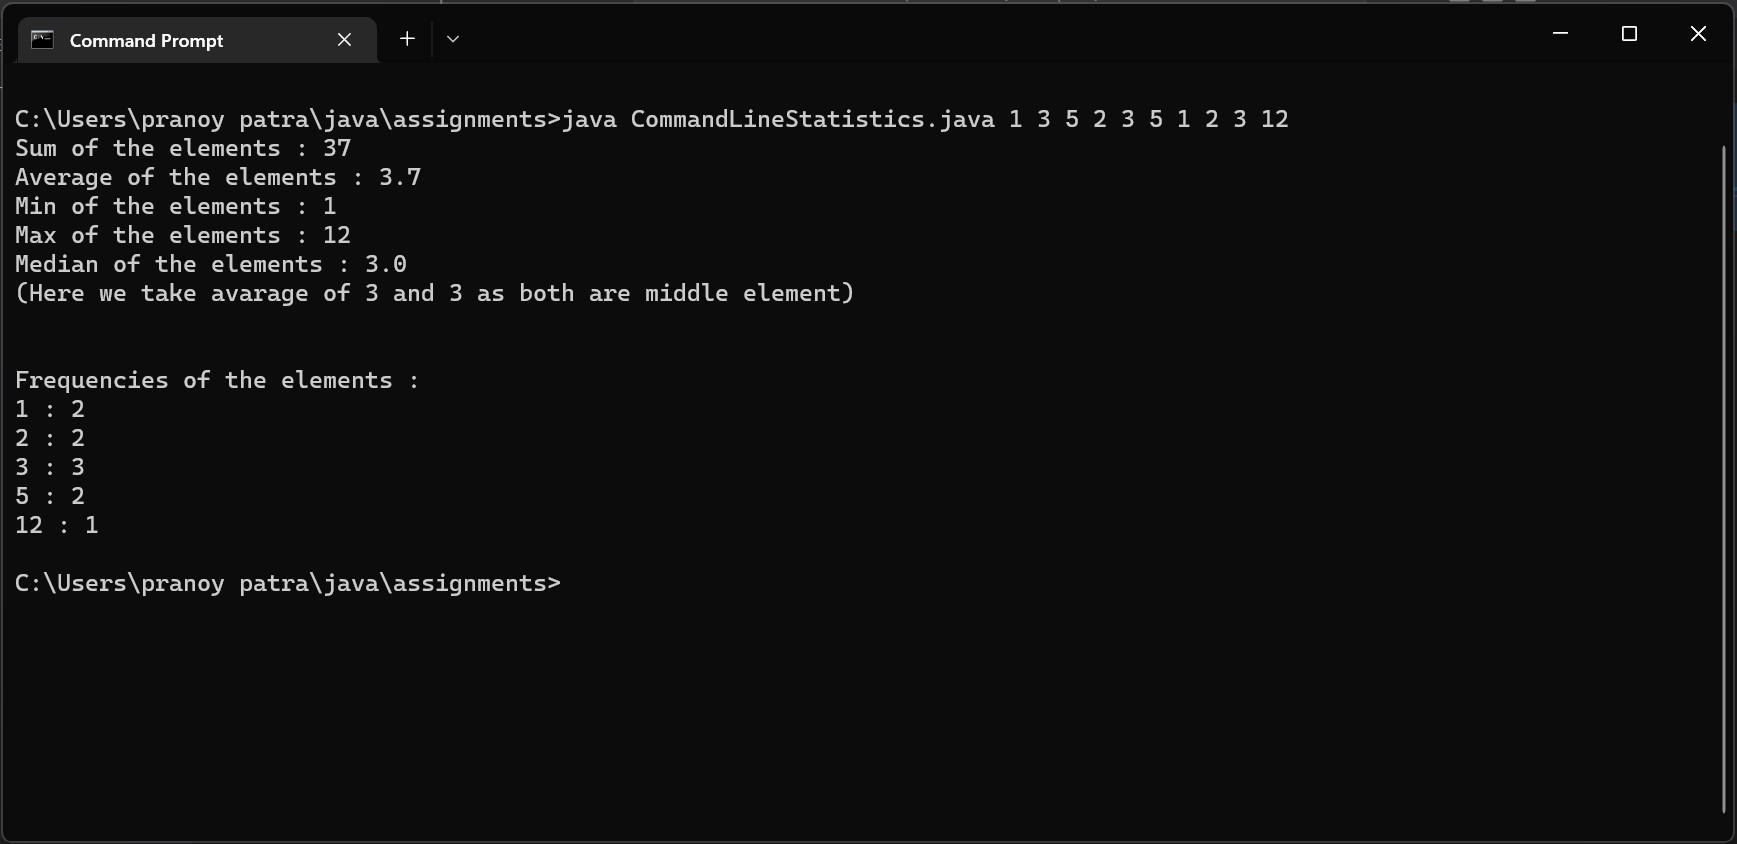 Command Prompt
C:\Users\pranoy patra\java\assignments>java CommandLineStatistics.java 1 3 5 2 3 5 1 2 3 12
Sum of the elements : 37
Average of the elements : 3.7
Min of the elements : 1
Max of the elements : 12
Median of the elements : 3.0
(Here we take avarage of 3 and 3 as both are middle element)
Frequencies of the elements :
1 : 2
2 : 2
3 : 3
5 : 2
12 : 1
C:\Users\pranoy patra\java\assignments>